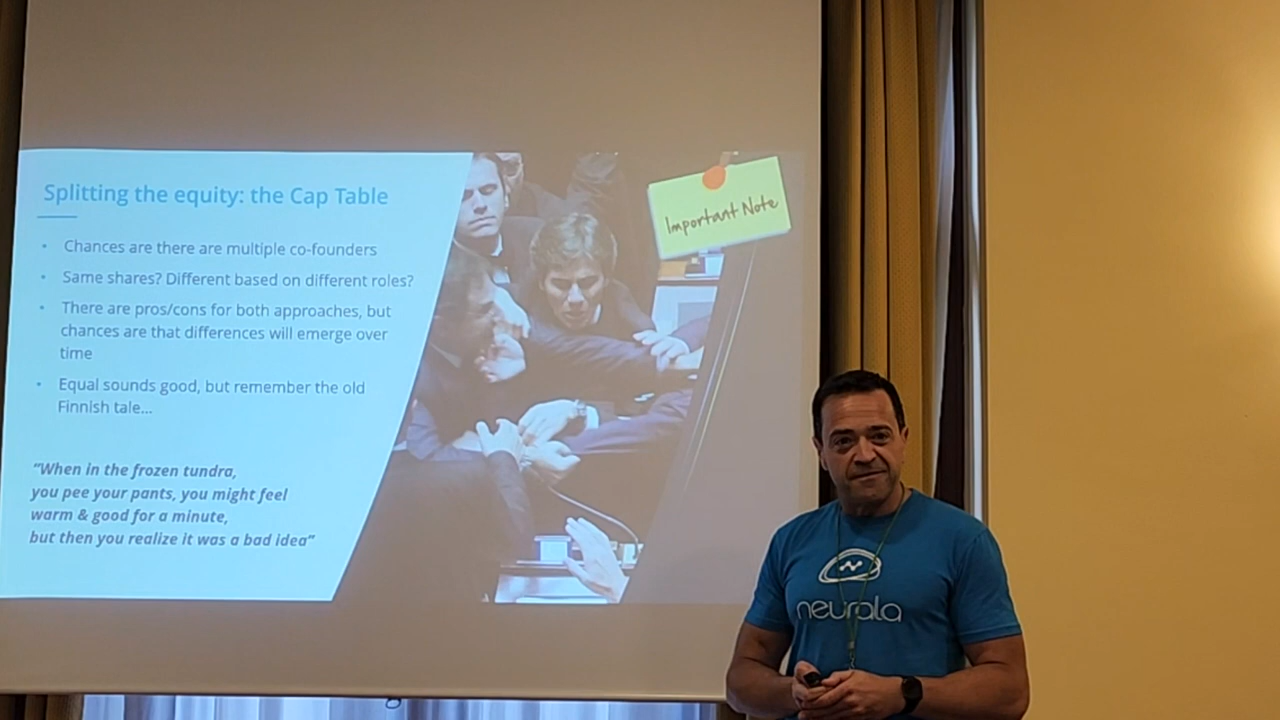 Splitting the equity: the Cap Table
Chances are there are multiple co-founders
Same shares? Different based on different roles?
There are pros/cons for both approaches, but
chances are that differences will emerge over
time
Equal sounds good, but remember the old
Finnish tale...
"When in the frozen tundra,
you pee your pants, you might feel
warm & good for a minute,
but then you realize it was a bad idea"
Important Note
neurala